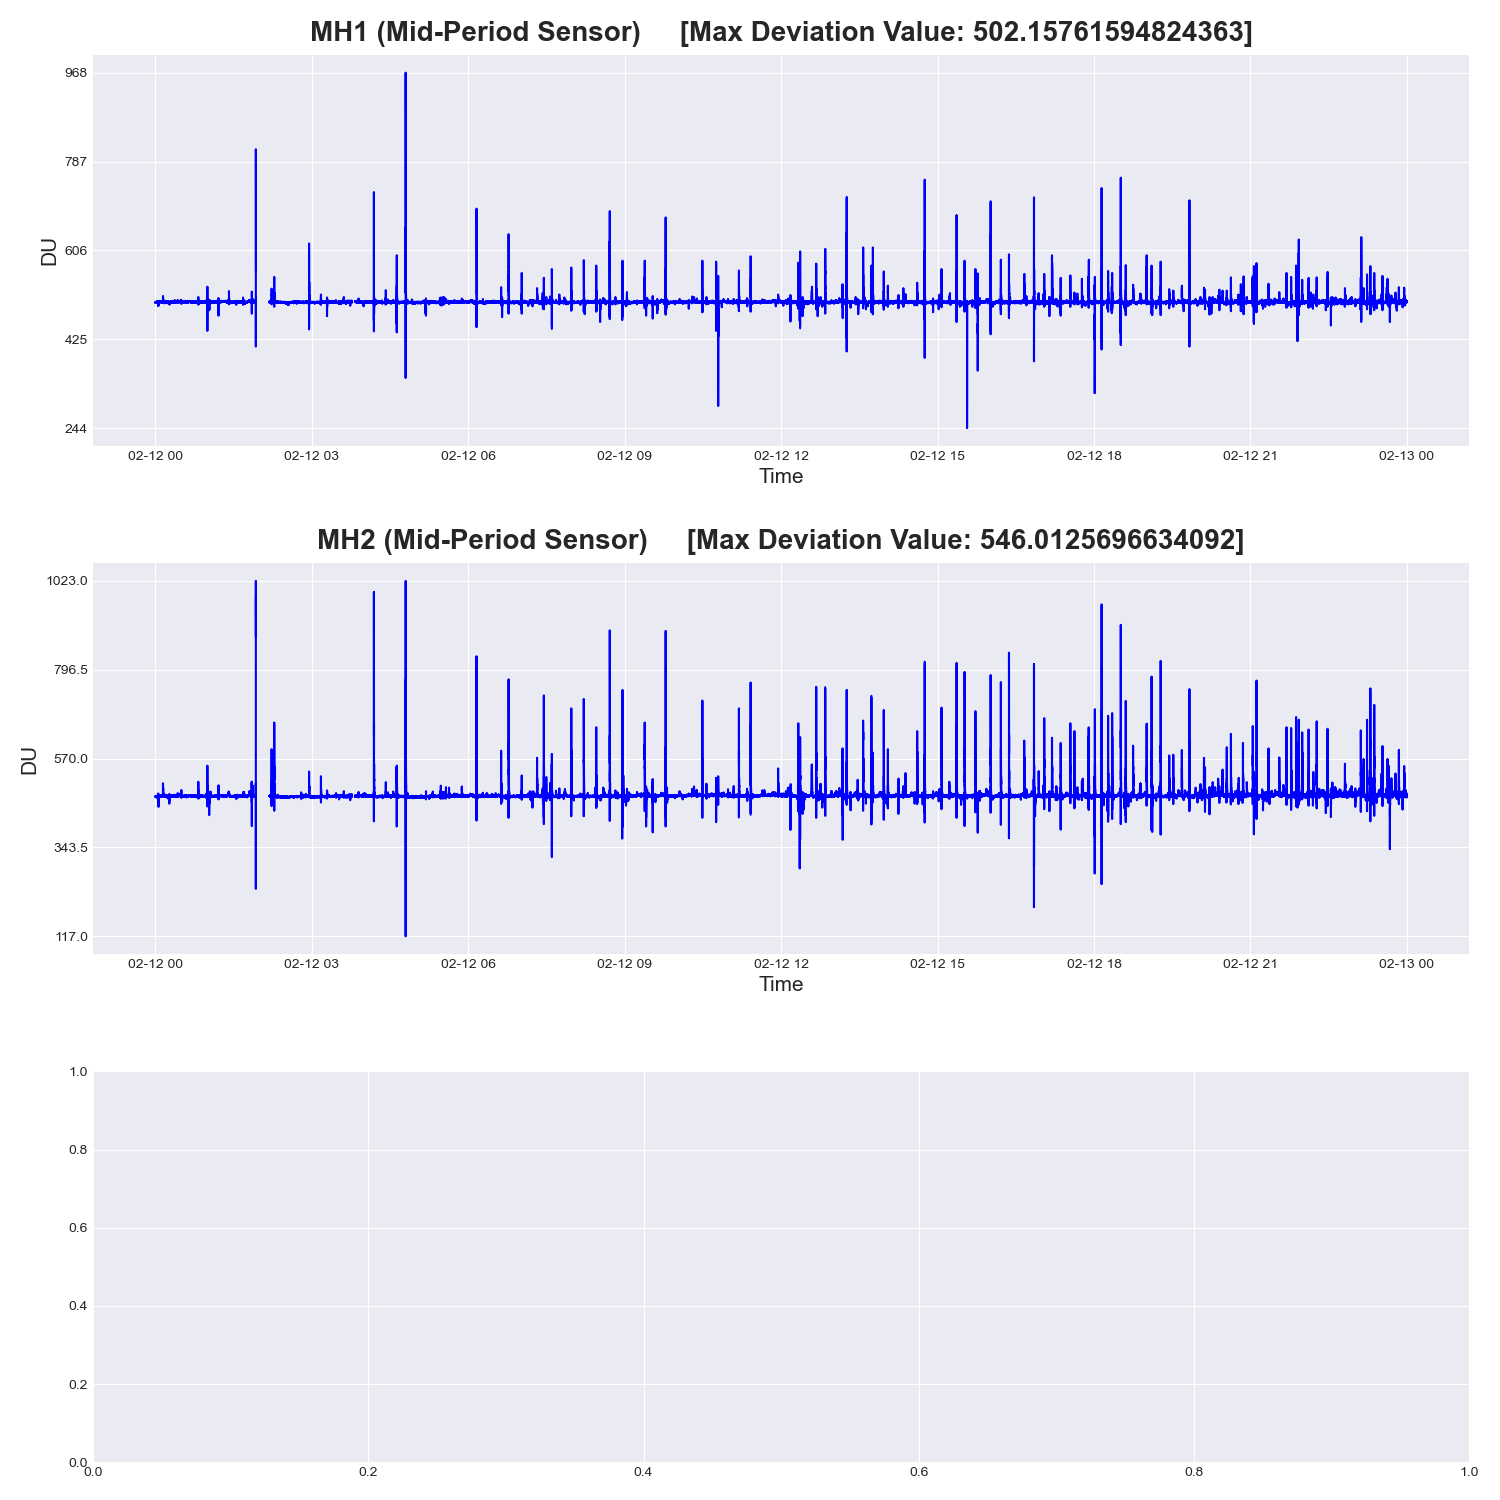 MH1 (Mid-Period Sensor) [Max Deviation Value: 502.15761594824363]
968
787
606
425
244
DU
02-12 00 02-12 03 02-12 06 02-12 09 02-12 12 02-12 15 02-12 18 02-12 21 02-13 00
Time
MH2 (Mid-Period Sensor) [Max Deviation Value: 546.0125696634092]
1023.0
796.5
570.0
343.5
117.0
DU
02-12 00 02-12 03 02-12 06 02-12 09 02-12 12 02-12 15 02-12 18 02-12 21 02-13 00
Time
1.0
0.8
0.6
0.4
0.2
0.0
0.0 0.2 0.4 0.6 0.8 1.0